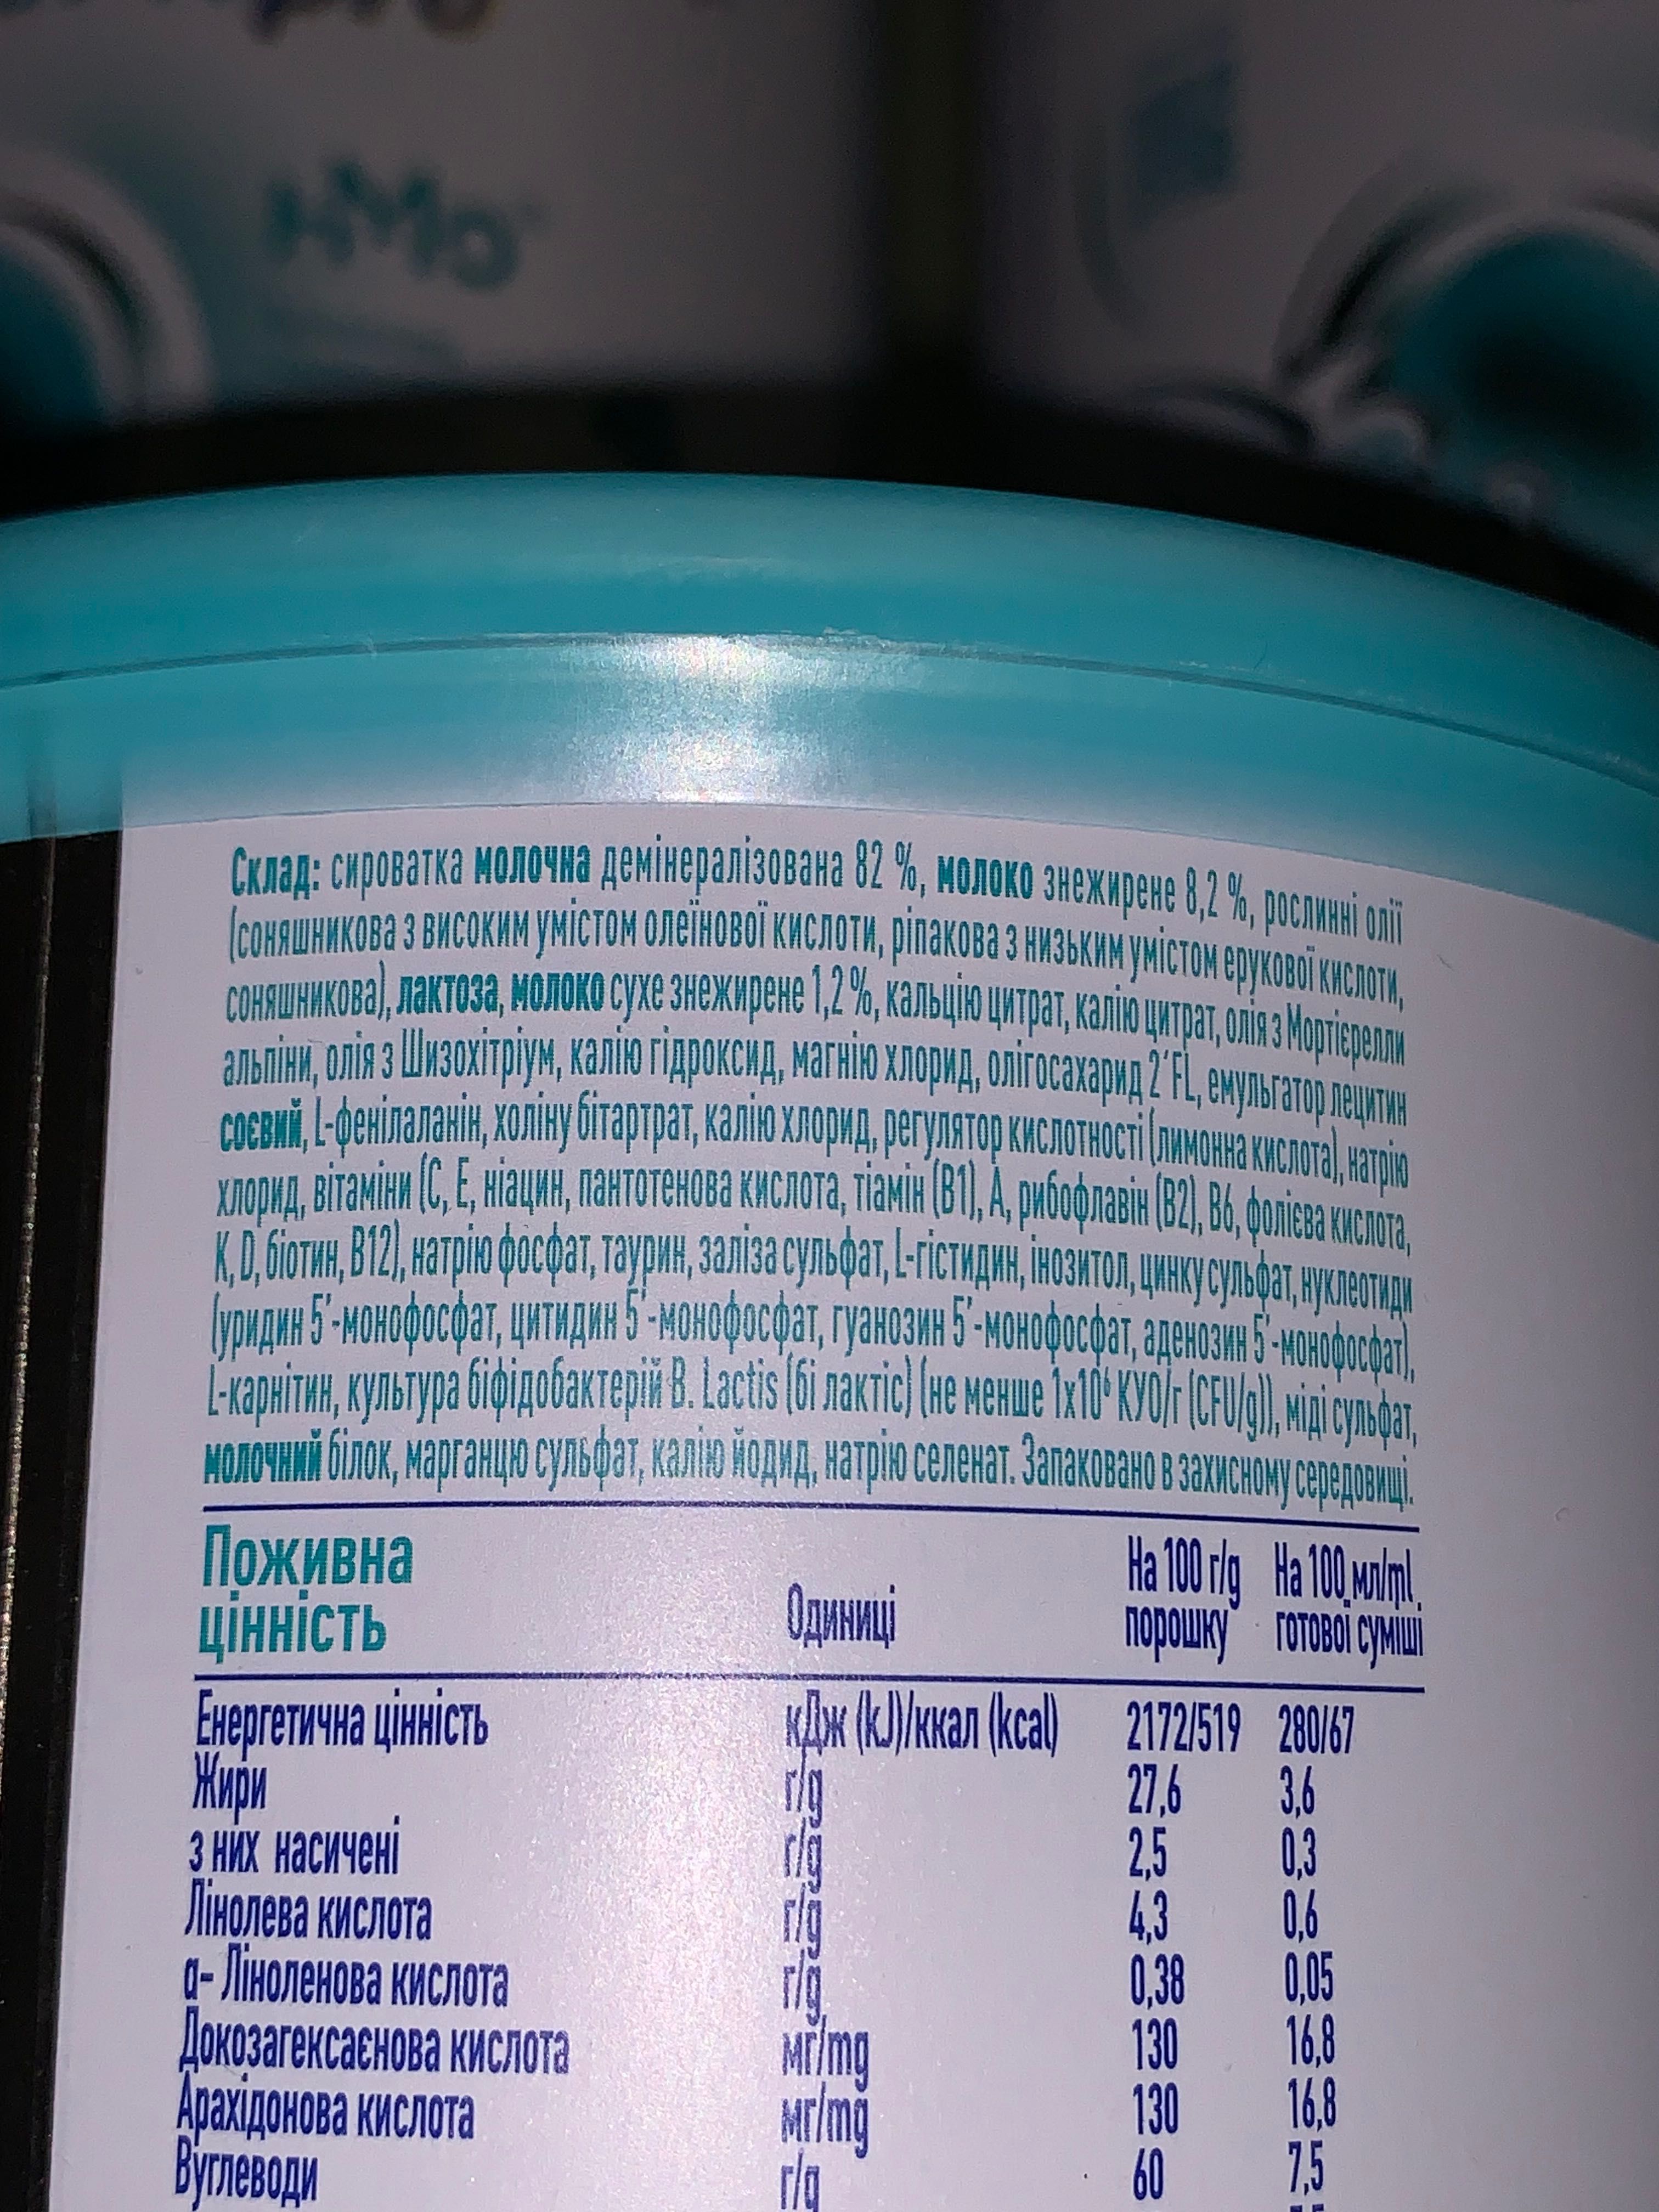 HMO
Склад: сироватка молочна демінералізована 82 %, молоко знежирене 8,2 %, рослинні олії
(соняшникова з високим умістом олеїнової кислоти, ріпакова з низьким умістом ерукової кислоти,
соняшникова), лактоза, молоко сухе знежирене 1,2 %, кальцію цитрат, калію цитрат, олія з Мортієрелли
альпіни, олія з Шизохітріум, калію гідроксид, магнію хлорид, олігосахарид 2'FL, емульгатор лецитин
соєвий, L-фенілаланін, холіну бітартрат, калію хлорид, регулятор кислотності (лимонна кислота), натрію
хлорид, вітаміни (С, Е, ніацин, пантотенова кислота, тіамін (В1), А, рибофлавін (В2), В6, фолієва кислота,
К, D, біотин, В12), натрію фосфат, таурин, заліза сульфат, L-гістидин, інозитол, цинку сульфат, нуклеотиди
(уридин 5'-монофосфат, цитидин 5'-монофосфат, гуанозин 5'-монофосфат, аденозин 5'-монофосфат),
L-карнітин, культура біфідобактерій B. Lactis (бі лактіс) (не менше 1x10⁶ КУО/г (CFU/g)), міді сульфат,
молочний білок, марганцю сульфат, калію йодид, натрію селенат. Запаковано в захисному середовищі.
Поживна цінність Одиниці На 100 г/g порошку На 100 мл/ml готової суміші
Енергетична цінність кДж (kJ)/ккал (kcal) 2172/519 280/67
Жири г/g 27,6 3,6
з них насичені г/g 2,5 0,3
Лінолева кислота г/g 4,3 0,6
α- Ліноленова кислота г/g 0,38 0,05
Докозагексаєнова кислота мг/mg 130 16,8
Арахідонова кислота мг/mg 130 16,8
Вуглеводи г/g 60 7,5